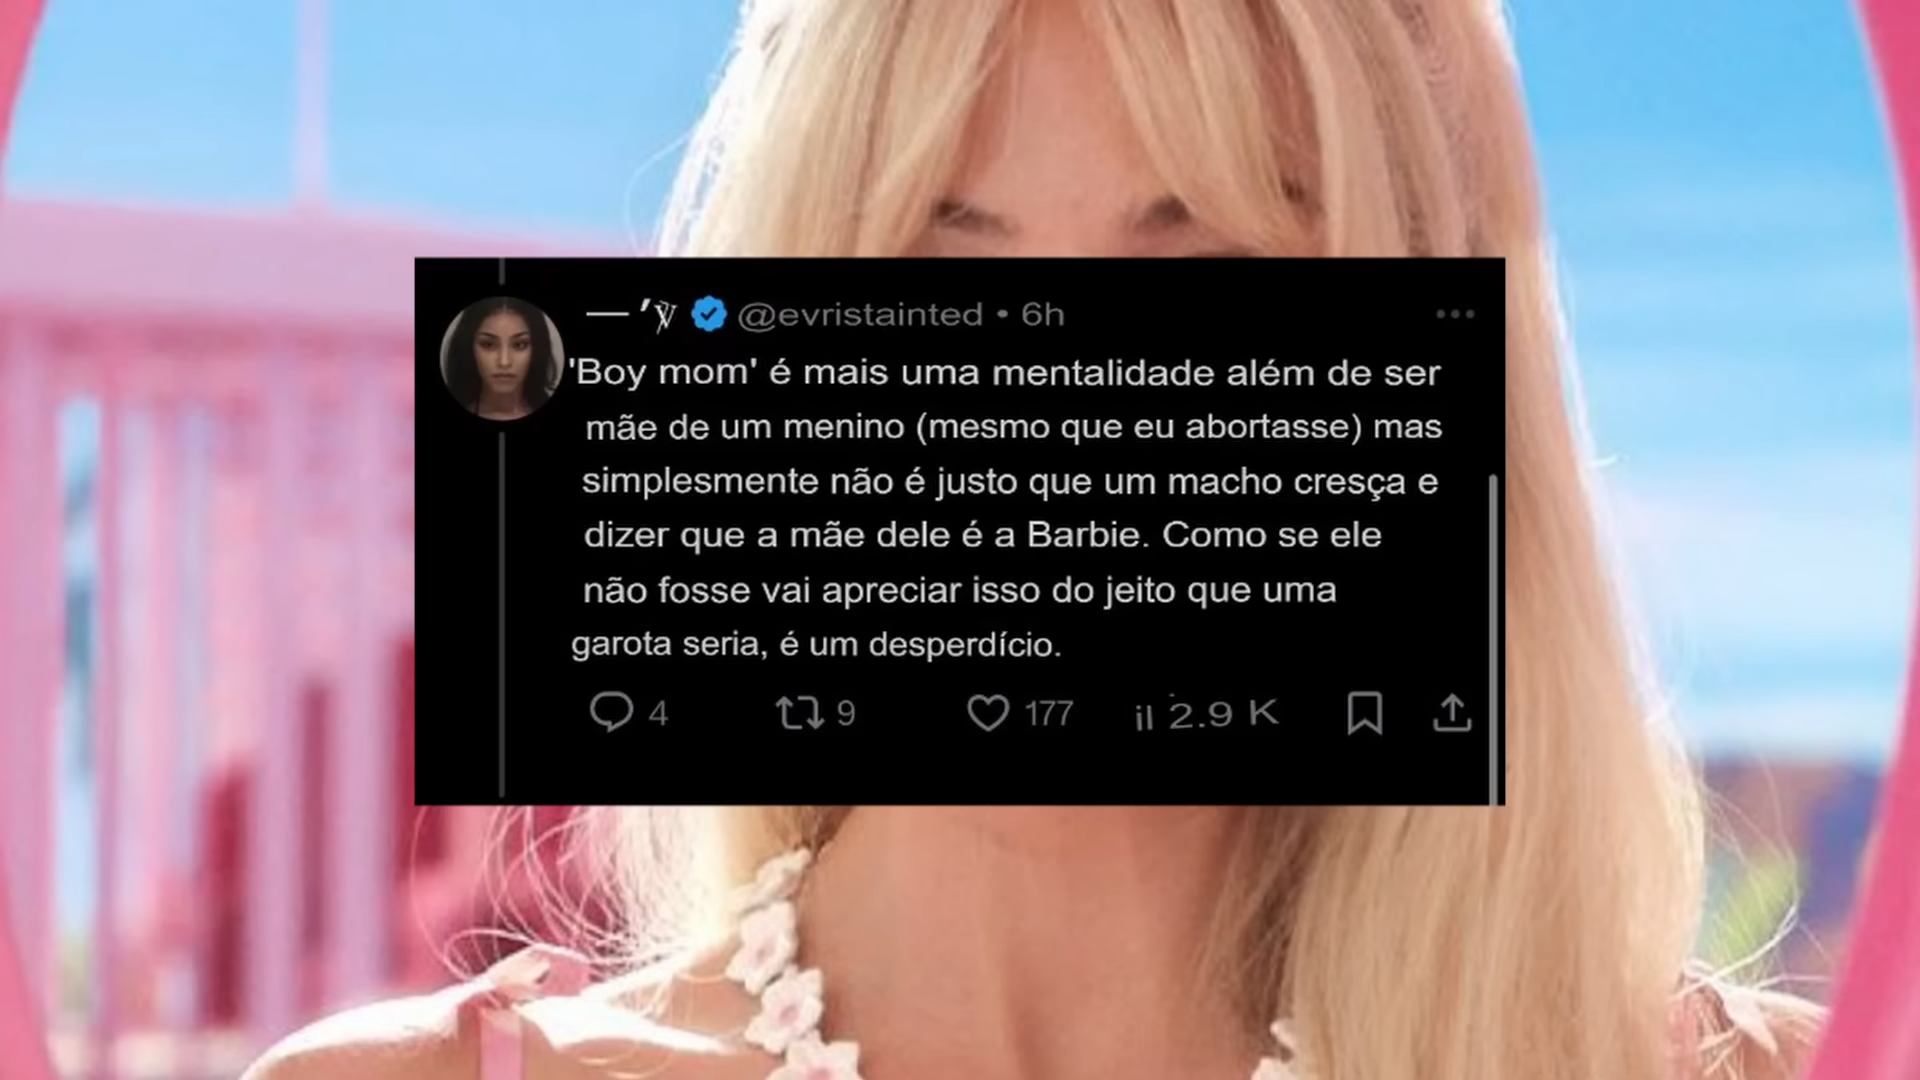 @evristainted • 6h
'Boy mom' é mais uma mentalidade além de ser
mãe de um menino (mesmo que eu abortasse) mas
simplesmente não é justo que um macho cresça e
dizer que a mãe dele é a Barbie. Como se ele
não fosse vai apreciar isso do jeito que uma
garota seria, é um desperdício.
4 9 177 2.9 K